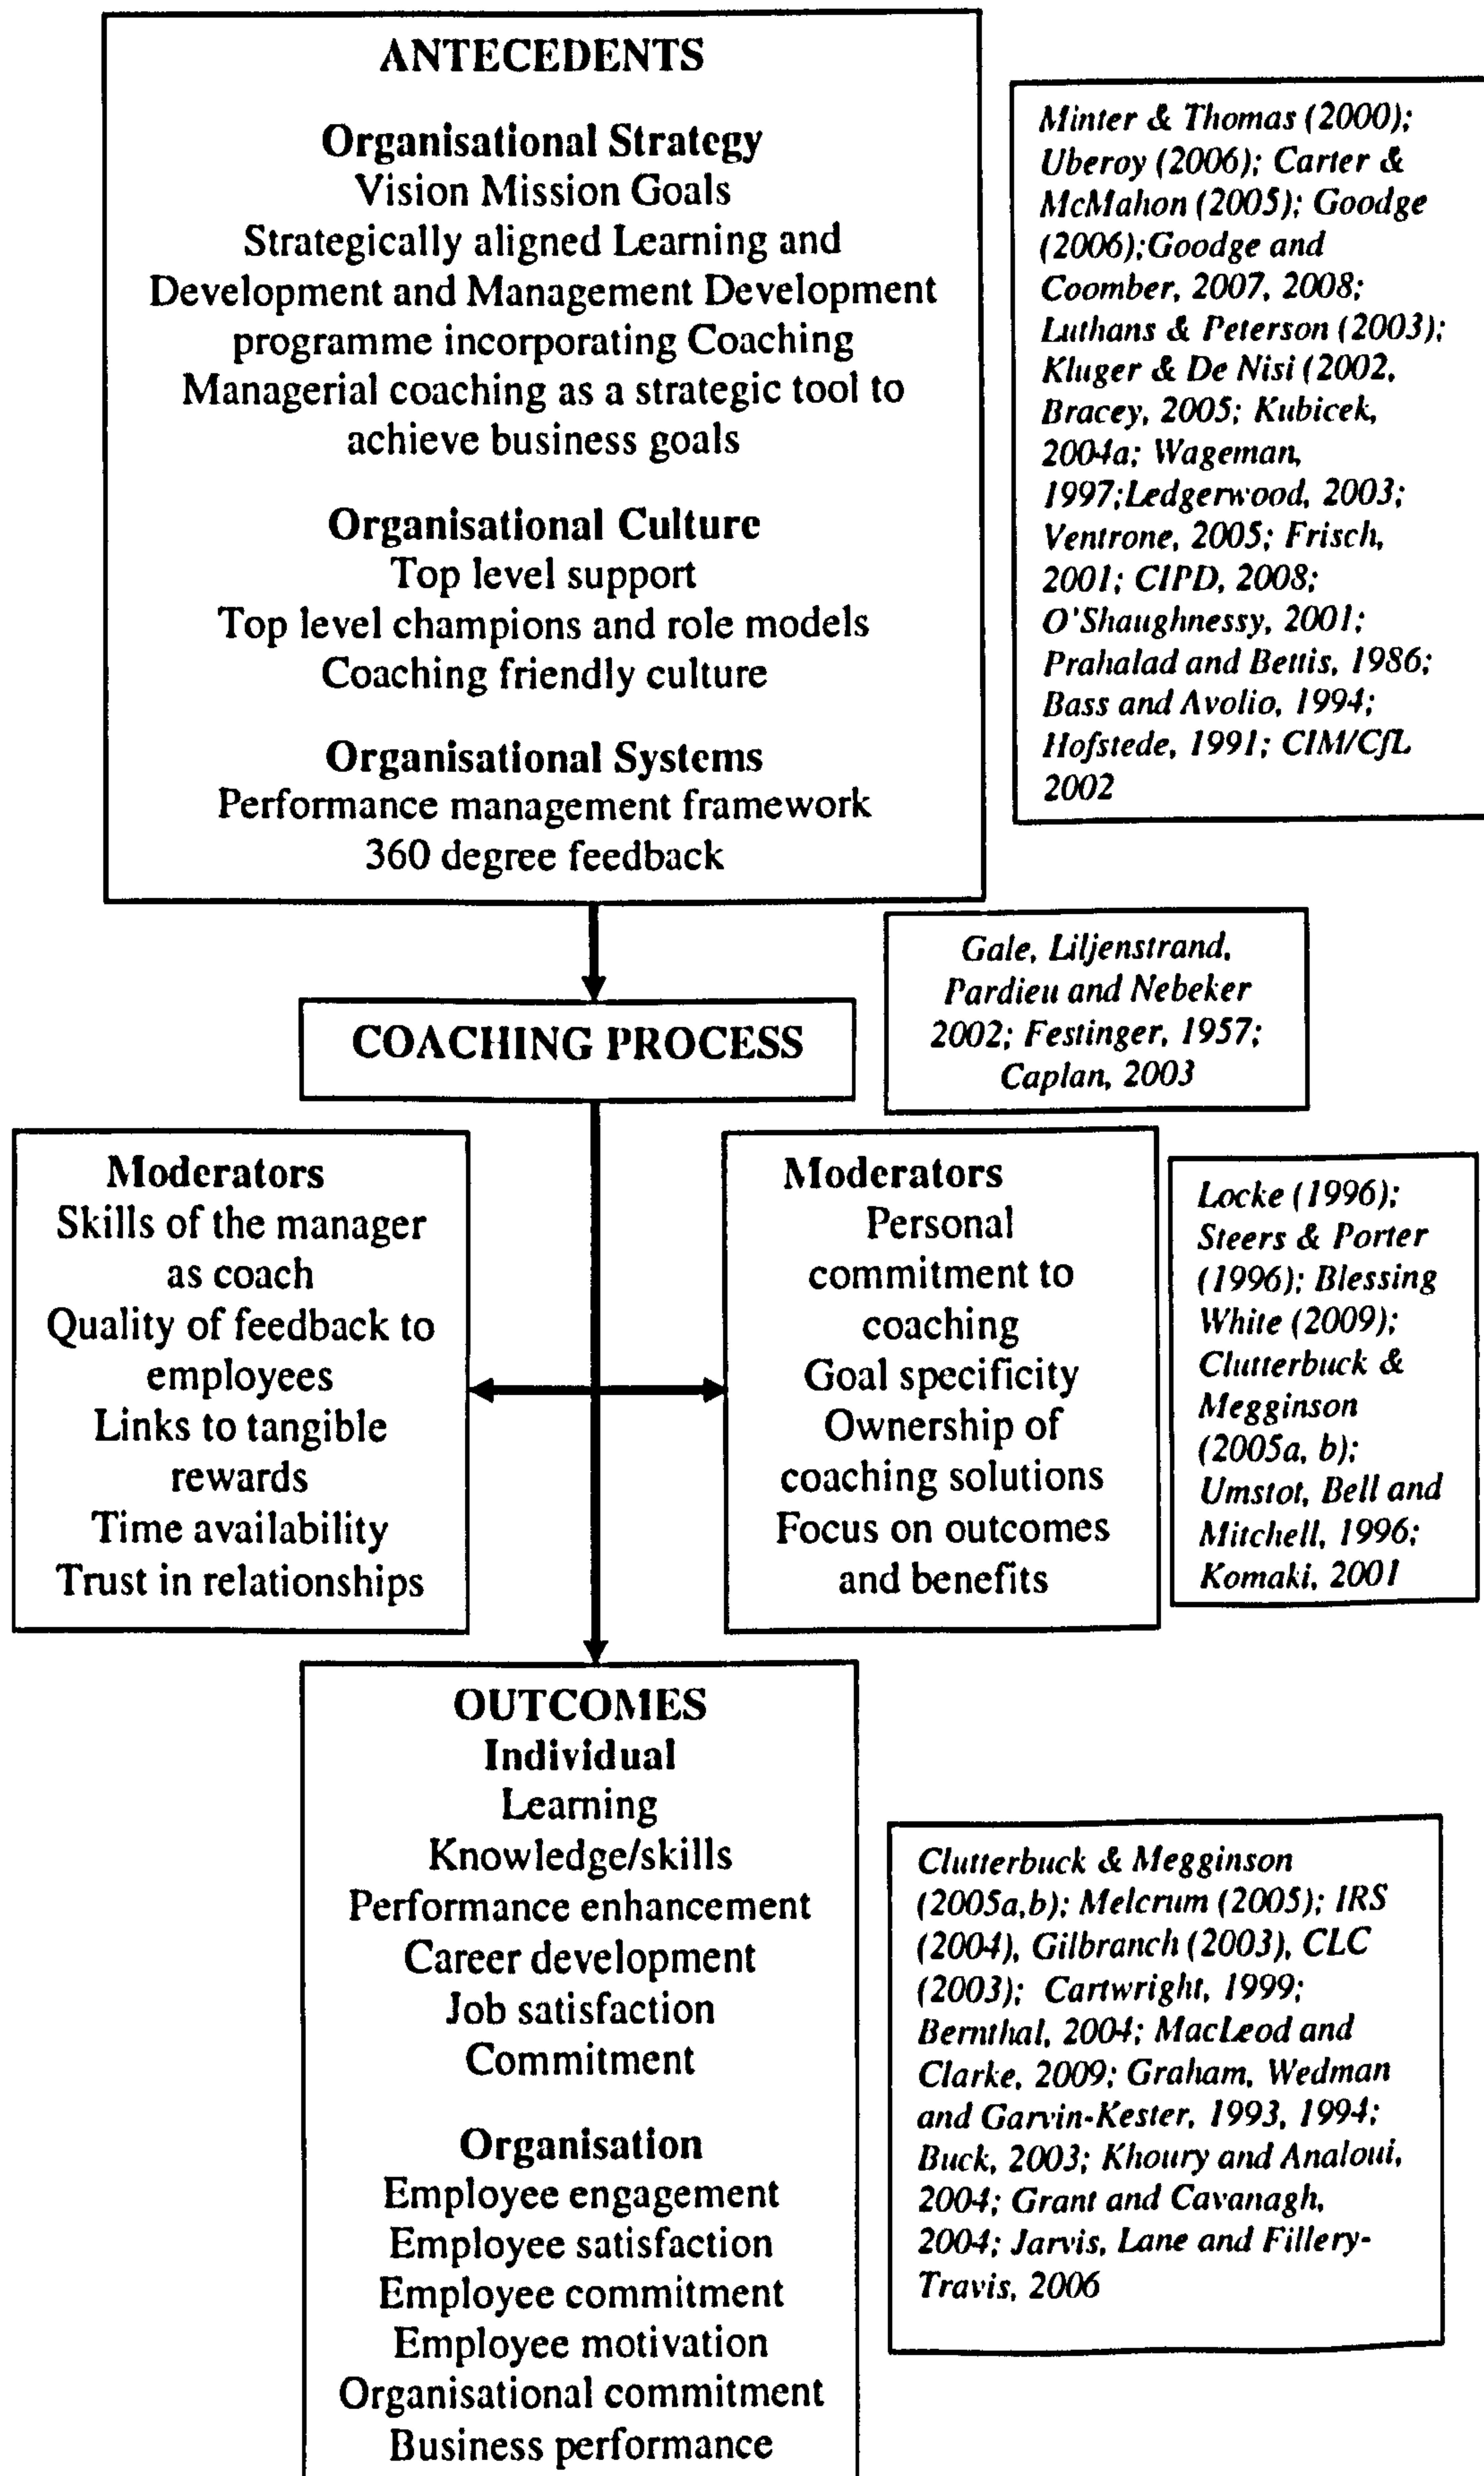 ANTECEDENTS
Organisational Strategy
Vision Mission Goals
Strategically aligned Learning and
Development and Management Development
programme incorporating Coaching
Managerial coaching as a strategic tool to
achieve business goals
Organisational Culture
Top level support
Top level champions and role models
Coaching friendly culture
Organisational Systems
Performance management framework
360 degree feedback
Minter & Thomas (2000);
Uberoy (2006); Carter &
McMahon (2005); Goodge
(2006);Goodge and
Coomber, 2007, 2008;
Luthans & Peterson (2003);
Kluger & De Nisi (2002,
Bracey, 2005; Kubicek,
2004a; Wageman,
1997;Ledgerwood, 2003;
Ventrone, 2005; Frisch,
2001; CIPD, 2008;
O'Shaughnessy, 2001;
Prahalad and Bettis, 1986;
Bass and Avolio, 1994;
Hofstede, 1991; CIM/CfL
2002
COACHING PROCESS
Gale, Liljenstrand,
Pardieu and Nebeker
2002; Festinger, 1957;
Caplan, 2003
Moderators
Skills of the manager
as coach
Quality of feedback to
employees
Links to tangible
rewards
Time availability
Trust in relationships
Moderators
Personal
commitment to
coaching
Goal specificity
Ownership of
coaching solutions
Focus on outcomes
and benefits
Locke (1996);
Steers & Porter
(1996); Blessing
White (2009);
Clutterbuck &
Megginson
(2005a, b);
Umstot, Bell and
Mitchell, 1996;
Komaki, 2001
OUTCOMES
Individual
Learning
Knowledge/skills
Performance enhancement
Career development
Job satisfaction
Commitment
Organisation
Employee engagement
Employee satisfaction
Employee commitment
Employee motivation
Organisational commitment
Business performance
Clutterbuck & Megginson
(2005a,b); Melcrum (2005); IRS
(2004), Gilbranch (2003), CLC
(2003); Cartwright, 1999;
Bernthal, 2004; MacLeod and
Clarke, 2009; Graham, Wedman
and Garvin-Kester, 1993, 1994;
Buck, 2003; Khoury and Analoui,
2004; Grant and Cavanagh,
2004; Jarvis, Lane and Fillery-
Travis, 2006